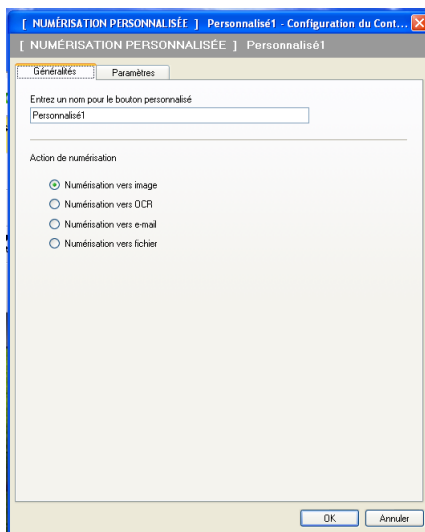 [ NUMÉRISATION PERSONNALISÉE ] Personnalisé1 - Configuration du Cont...
[ NUMÉRISATION PERSONNALISÉE ] Personnalisé1
Généralités Paramètres
Entrez un nom pour le bouton personnalisé
Personnalisé1
Action de numérisation
Numérisation vers image
Numérisation vers OCR
Numérisation vers e-mail
Numérisation vers fichier
OK Annuler